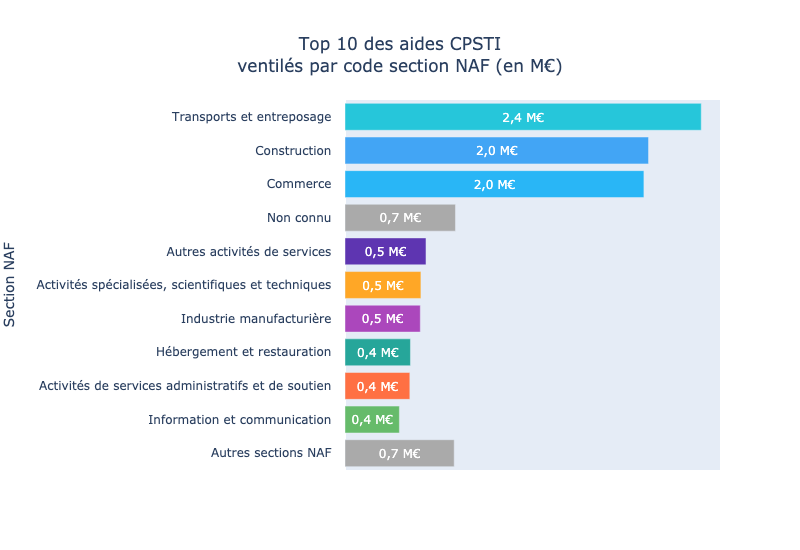 Top 10 des aides CPSTI
ventilés par code section NAF (en M€)
Section NAF
Transports et entreposage 2,4 M€
Construction 2,0 M€
Commerce 2,0 M€
Non connu 0,7 M€
Autres activités de services 0,5 M€
Activités spécialisées, scientifiques et techniques 0,5 M€
Industrie manufacturière 0,5 M€
Hébergement et restauration 0,4 M€
Activités de services administratifs et de soutien 0,4 M€
Information et communication 0,4 M€
Autres sections NAF 0,7 M€